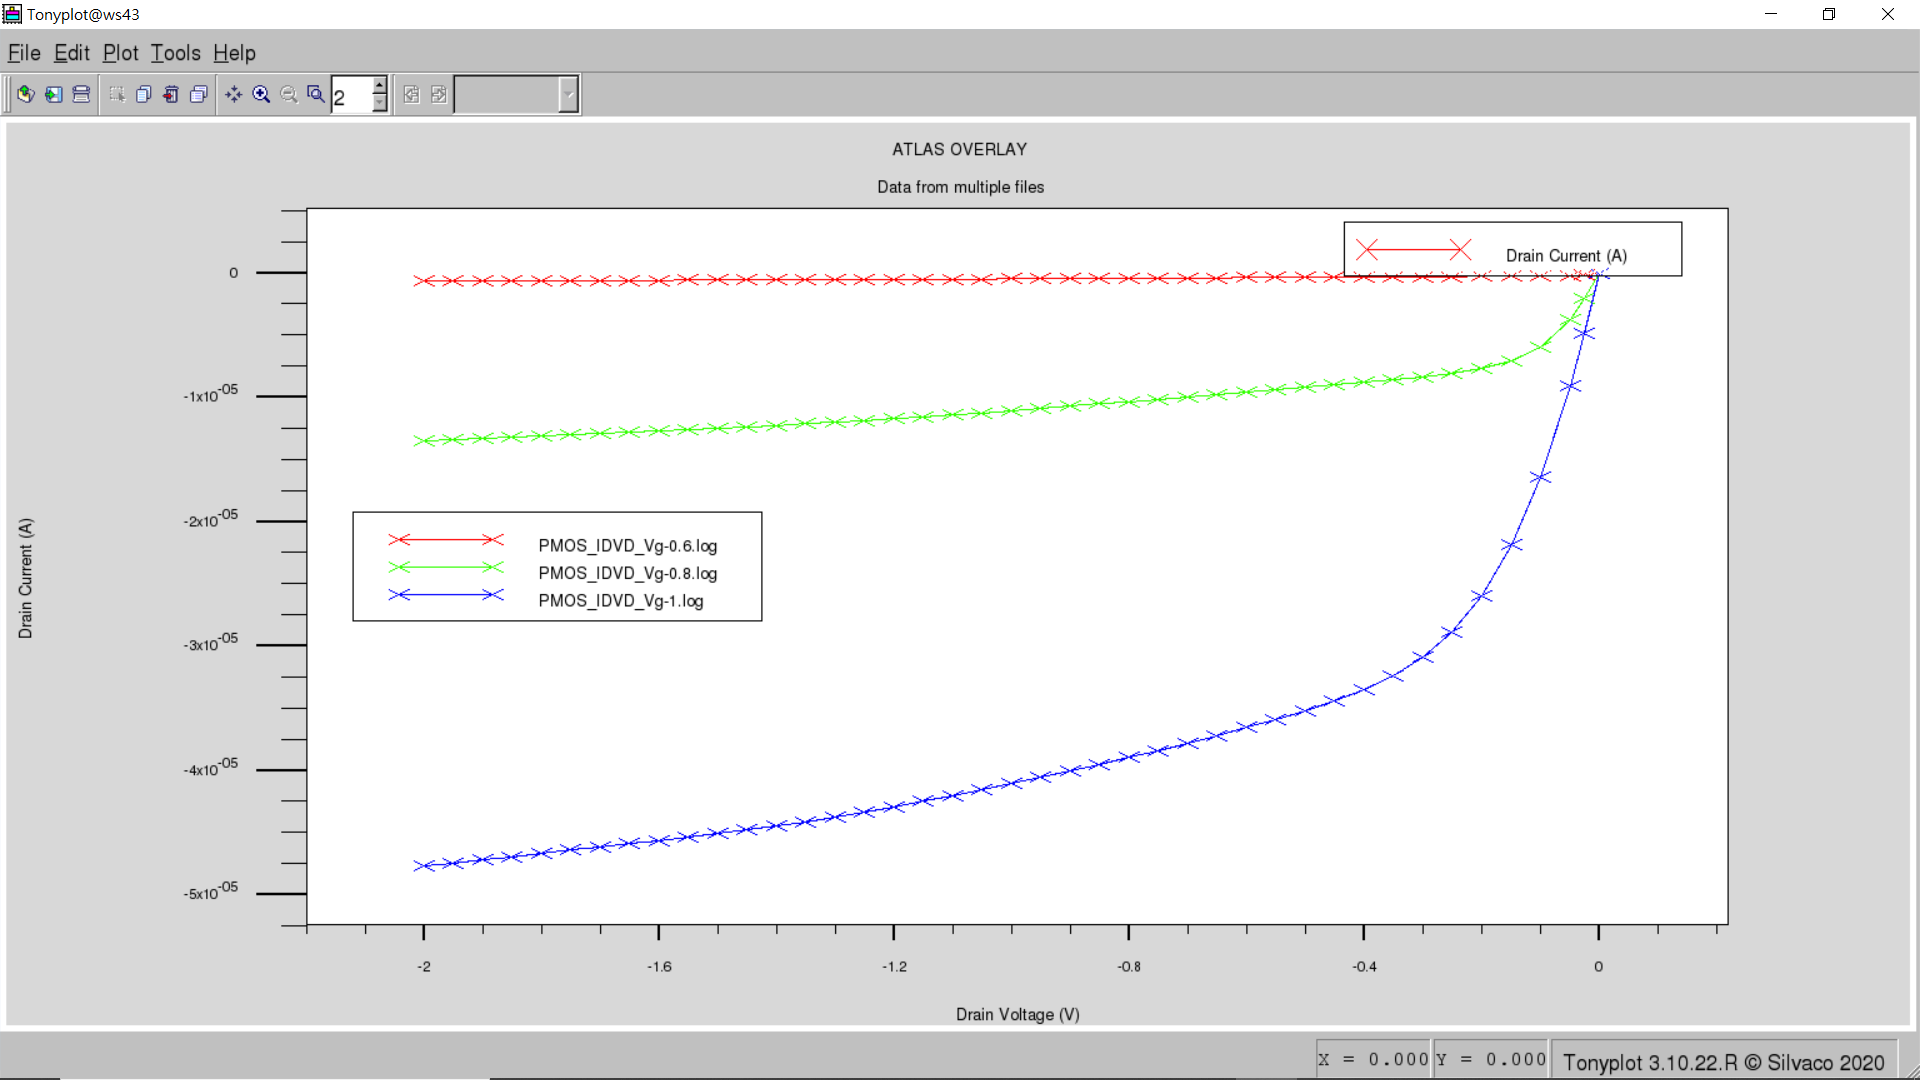 Tonyplot@ws43
File Edit Plot Tools Help
2
ATLAS OVERLAY
Data from multiple files
Drain Current (A)
0
-1x10^-05
-2x10^-05
-3x10^-05
-4x10^-05
-5x10^-05
Drain Current (A)
PMOS_IDVD_Vg-0.6.log
PMOS_IDVD_Vg-0.8.log
PMOS_IDVD_Vg-1.log
-2 -1.6 -1.2 -0.8 -0.4 0
Drain Voltage (V)
X = 0.000 Y = 0.000 Tonyplot 3.10.22.R © Silvaco 2020